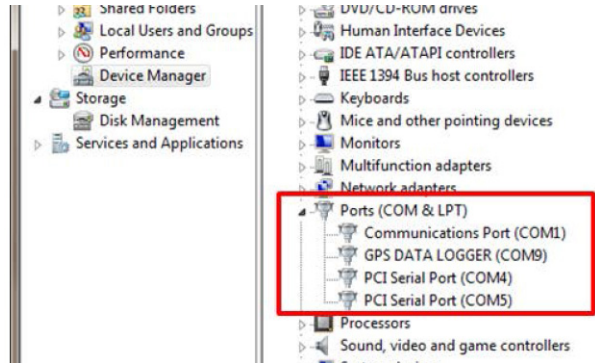 Shared Folders
Local Users and Groups
Performance
Device Manager
Storage
Disk Management
Services and Applications
DVD/CD-ROM drives
Human Interface Devices
IDE ATA/ATAPI controllers
IEEE 1394 Bus host controllers
Keyboards
Mice and other pointing devices
Monitors
Multifunction adapters
Network adapters
Ports (COM & LPT)
Communications Port (COM1)
GPS DATA LOGGER (COM9)
PCI Serial Port (COM4)
PCI Serial Port (COM5)
Processors
Sound, video and game controllers